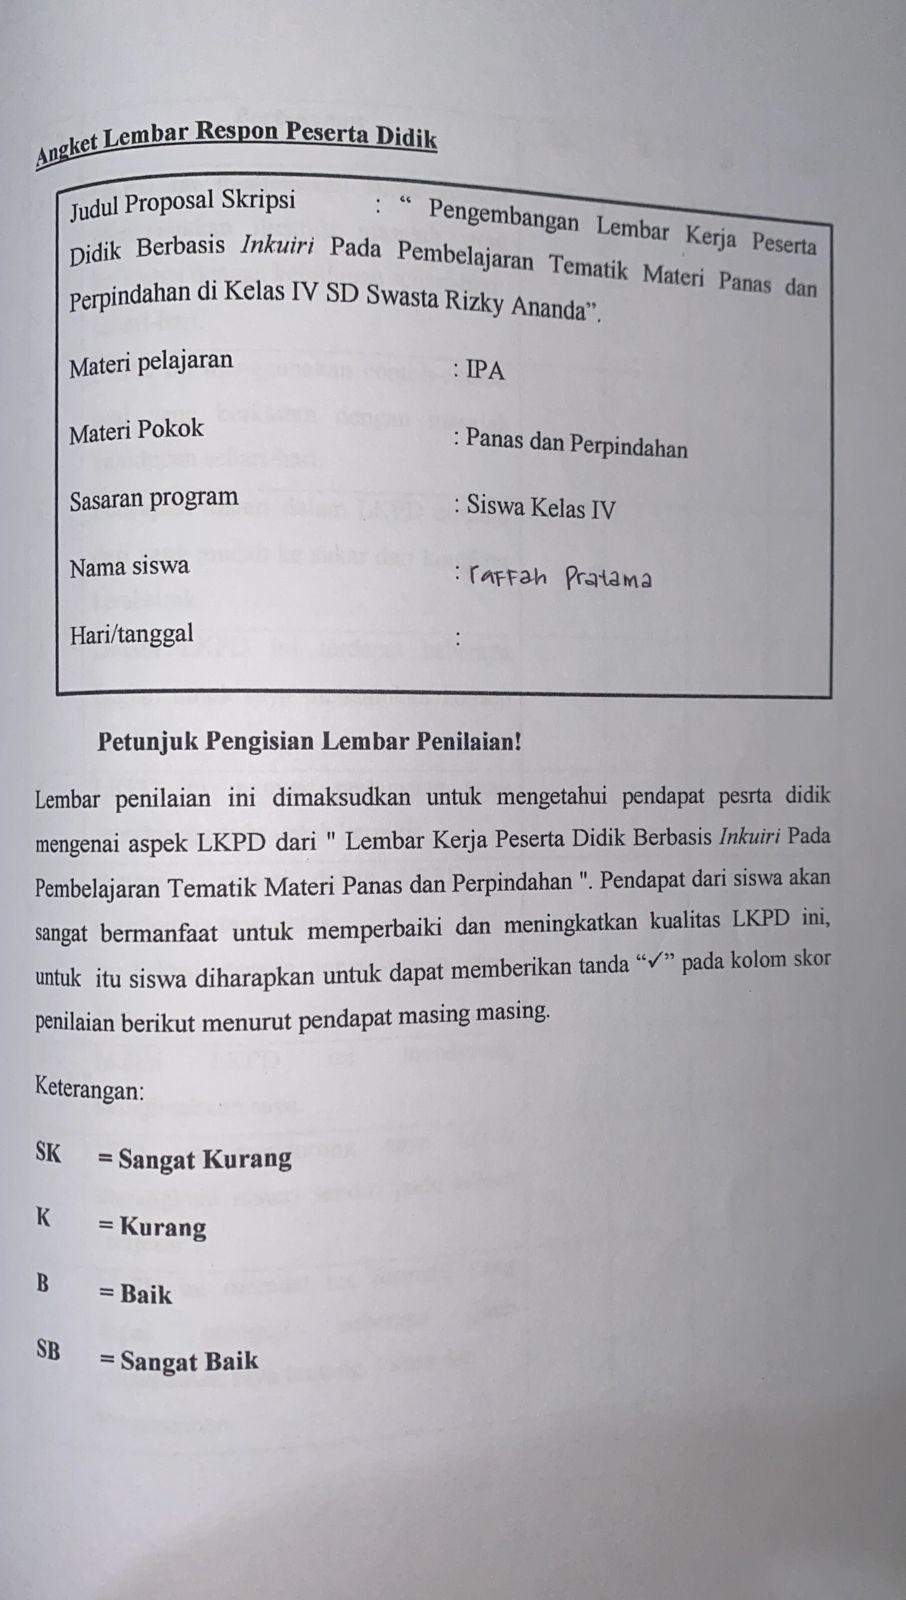 Angket Lembar Respon Peserta Didik
Judul Proposal Skripsi : “ Pengembangan Lembar Kerja Peserta
Didik Berbasis Inkuiri Pada Pembelajaran Tematik Materi Panas dan
Perpindahan di Kelas IV SD Swasta Rizky Ananda”.
Materi pelajaran : IPA
Materi Pokok : Panas dan Perpindahan
Sasaran program : Siswa Kelas IV
Nama siswa : raffah Pratama
Hari/tanggal :
Petunjuk Pengisian Lembar Penilaian!
Lembar penilaian ini dimaksudkan untuk mengetahui pendapat pesrta didik
mengenai aspek LKPD dari " Lembar Kerja Peserta Didik Berbasis Inkuiri Pada
Pembelajaran Tematik Materi Panas dan Perpindahan ". Pendapat dari siswa akan
sangat bermanfaat untuk memperbaiki dan meningkatkan kualitas LKPD ini,
untuk itu siswa diharapkan untuk dapat memberikan tanda “✓” pada kolom skor
penilaian berikut menurut pendapat masing masing.
Keterangan:
SK = Sangat Kurang
K = Kurang
B = Baik
SB = Sangat Baik